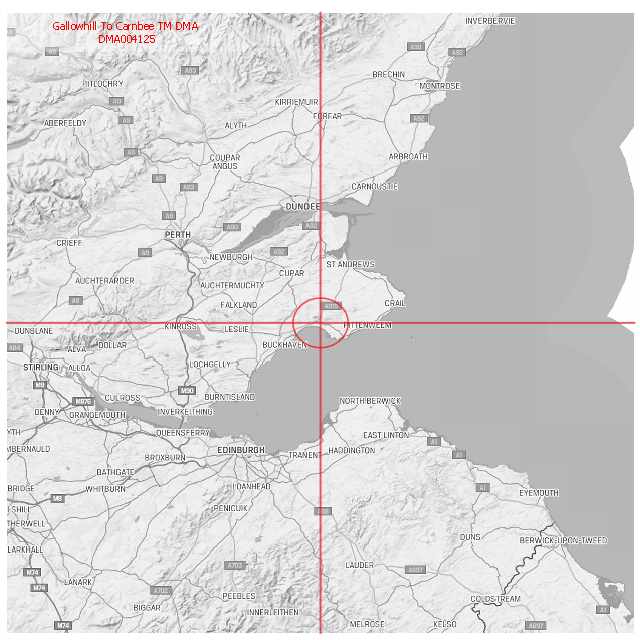 INVERBERVIE
Gallowhill To Carnbee TM DMA
DMA004125
A90
A9
A92
A93
BRECHIN
PITLOCHRY
MONTROSE
A9
KIRRIEMUIR
FORFAR
A9
A92
ABERFELDY
ALYTH
A9
COUPAR
ANGUS
ARBROATH
A9
A93
CARNOUSTIE
DUNDEE
A9
A90
A92
PERTH
CRIEFF
A9
A92
NEWBURGH
ST ANDREWS
CUPAR
AUCHTERARDER
AUCHTERMUCHTY
A9
FALKLAND
A915
CRAIL
DUNBLANE
KINROSS
LESLIE
PITTENWEEM
A84
ALVA
DOLLAR
BUCKHAVEN
STIRLING
ALLOA
LOCHGELLY
M9
M90
CULROSS
BURNTISLAND
M876
NORTH BERWICK
DENNY
GRANGEMOUTH
INVERKEITHING
YTH
QUEENSFERRY
EAST LINTON
A1
MBERNAULD
EDINBURGH
HADDINGTON
BROXBURN
TRANENT
A1
BATHGATE
BRIDGE
WHITBURN
LOANHEAD
A1
EYEMOUTH
M8
LSHILL
PENICUIK
A68
THERWELL
DUNS
BERWICK-UPON-TWEED
LARKHALL
A703
LAUDER
A697
M74
LANARK
M74
A702
PEEBLES
COLDSTREAM
BIGGAR
INNERLEITHEN
A1
M74
MELROSE
KELSO
A697